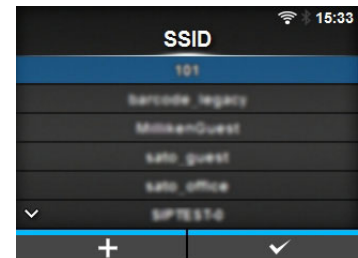 15:33
SSID
101
barcode_legacy
MillikenGuest
sato_guest
sato_office
SIPTEST-0